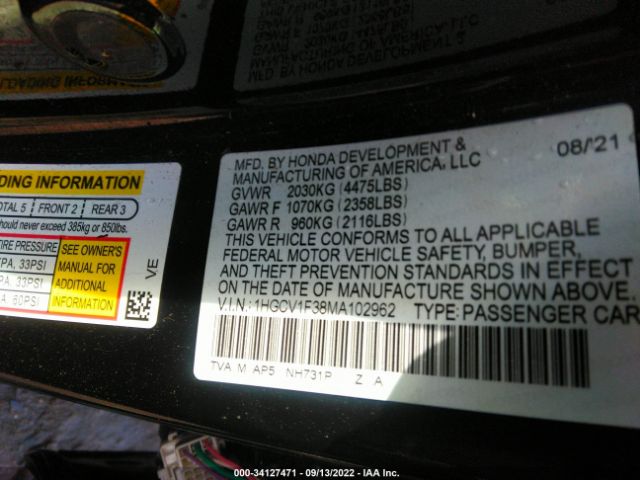 MFD. BY HONDA DEVELOPMENT & 08/21
MANUFACTURING OF AMERICA, LLC
GVWR 2030KG (4475LBS)
GAWR F 1070KG (2358LBS)
GAWR R 960KG (2116LBS)
THIS VEHICLE CONFORMS TO ALL APPLICABLE
FEDERAL MOTOR VEHICLE SAFETY, BUMPER,
AND THEFT PREVENTION STANDARDS IN EFFECT
ON THE DATE OF MANUFACTURE SHOWN ABOVE.
V.I.N.: 1HGCV1F38MA102962 TYPE: PASSENGER CAR
TVA M AP5 NH731P Z A
DING INFORMATION
TOTAL 5 FRONT 2 REAR 3
should never exceed 385kg or 850lbs.
TIRE PRESSURE
PA, 33PSI
PA, 33PSI
PA, 60PSI
SEE OWNER'S
MANUAL FOR
ADDITIONAL
INFORMATION
VE
000-34127471 - 09/13/2022 - IAA Inc.